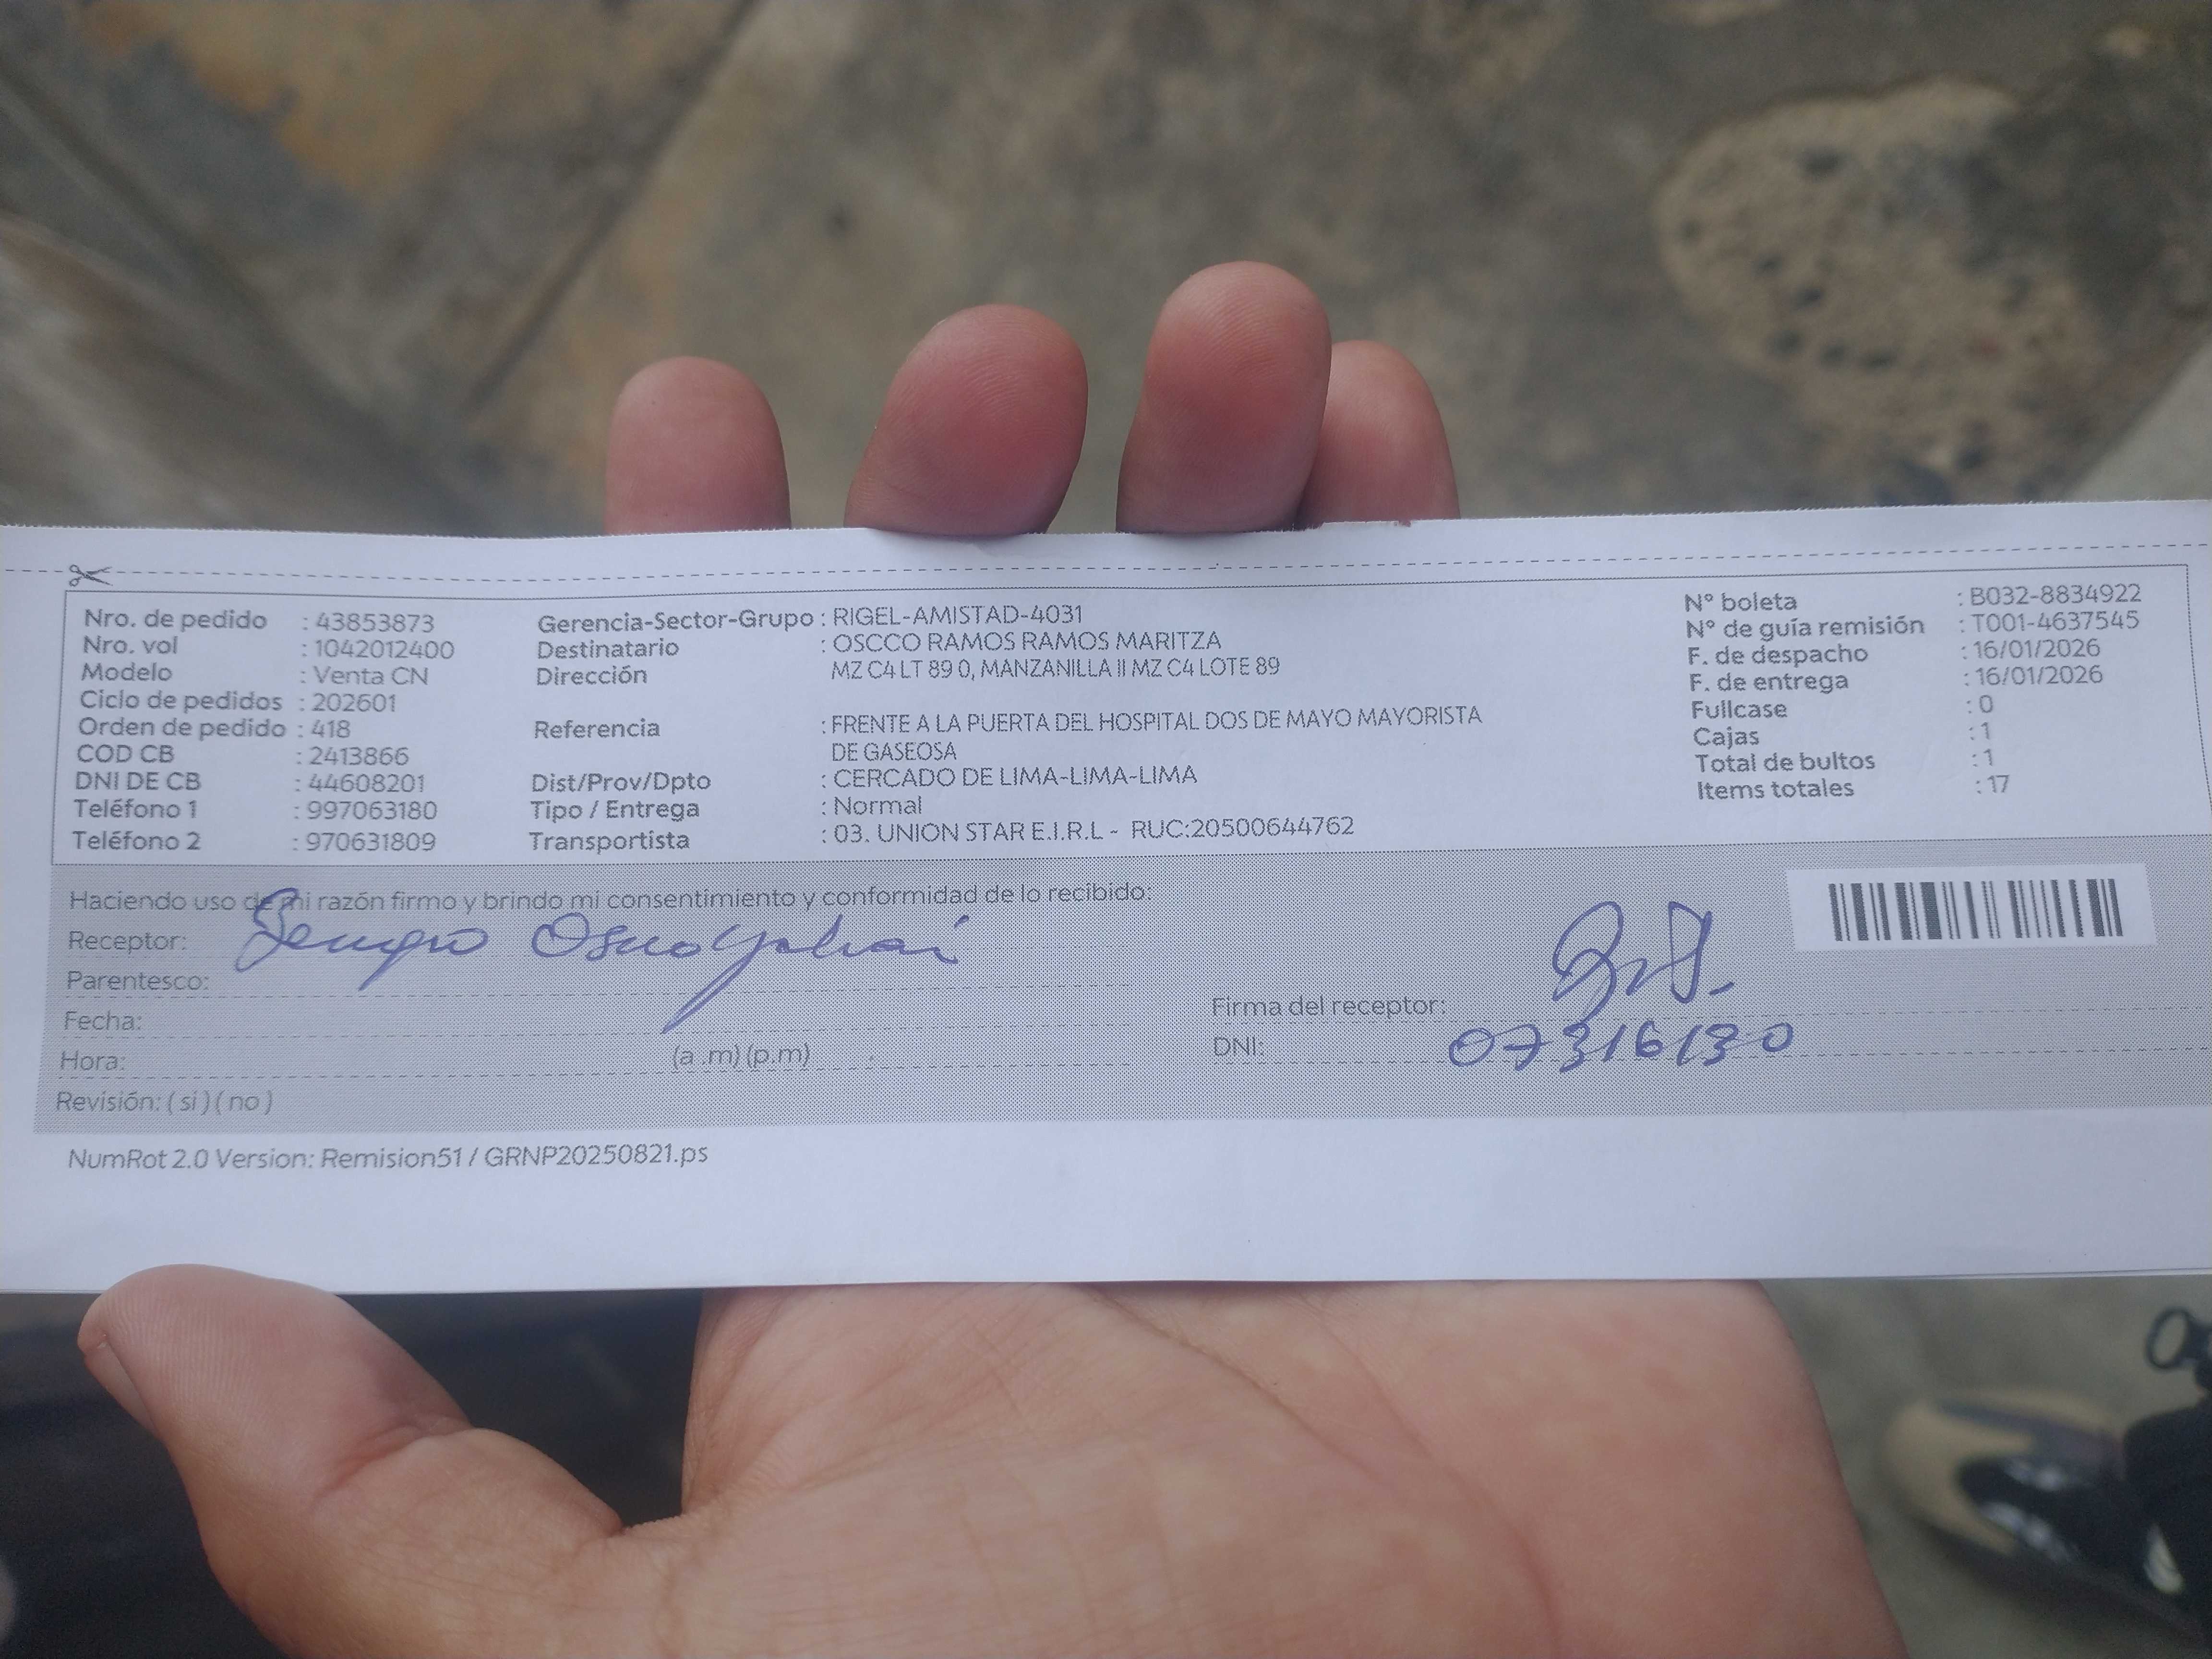 Nro. de pedido : 43853873
Nro. vol : 1042012400
Modelo : Venta CN
Ciclo de pedidos : 202601
Orden de pedido : 418
COD CB : 2413866
DNI DE CB : 44608201
Teléfono 1 : 997063180
Teléfono 2 : 970631809
Gerencia-Sector-Grupo : RIGEL-AMISTAD-4031
Destinatario : OSCCO RAMOS RAMOS MARITZA
Dirección MZ C4 LT 89 0, MANZANILLA II MZ C4 LOTE 89
Referencia : FRENTE A LA PUERTA DEL HOSPITAL DOS DE MAYO MAYORISTA
DE GASEOSA
Dist/Prov/Dpto : CERCADO DE LIMA-LIMA-LIMA
Tipo / Entrega : Normal
Transportista : 03. UNION STAR E.I.R.L - RUC:20500644762
N° boleta : B032-8834922
N° de guía remisión : T001-4637545
F. de despacho : 16/01/2026
F. de entrega : 16/01/2026
Fullcase : 0
Cajas : 1
Total de bultos : 1
Items totales : 17
Haciendo uso de mi razón firmo y brindo mi consentimiento y conformidad de lo recibido:
Receptor:
Parentesco:
Fecha:
Hora: (a .m) (p.m)
Revisión: ( si ) ( no )
Firma del receptor:
DNI: 07316130
NumRot 2.0 Version: Remision51 / GRNP20250821.ps